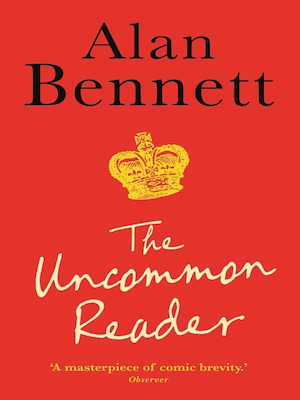 Alan
Bennett
The
Uncommon
Reader
‘A masterpiece of comic brevity.’
Observer